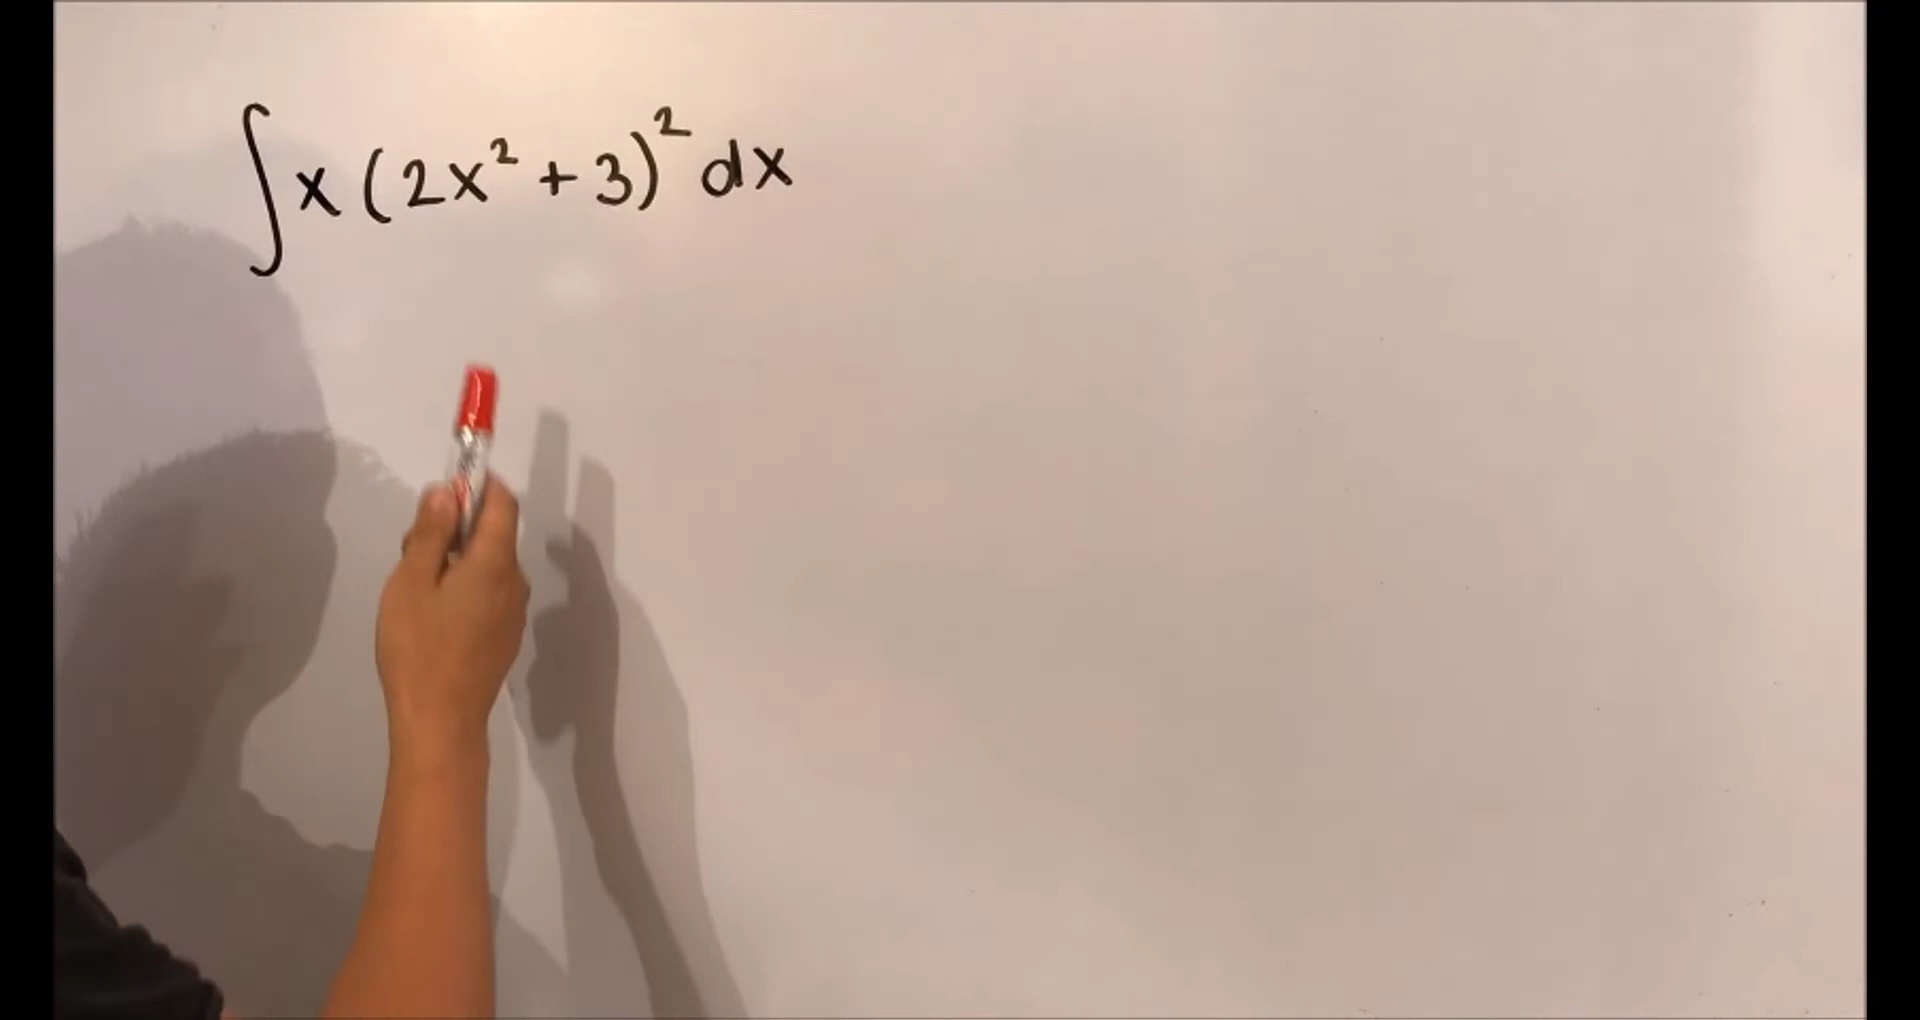 ∫ x (2x² + 3)² dx